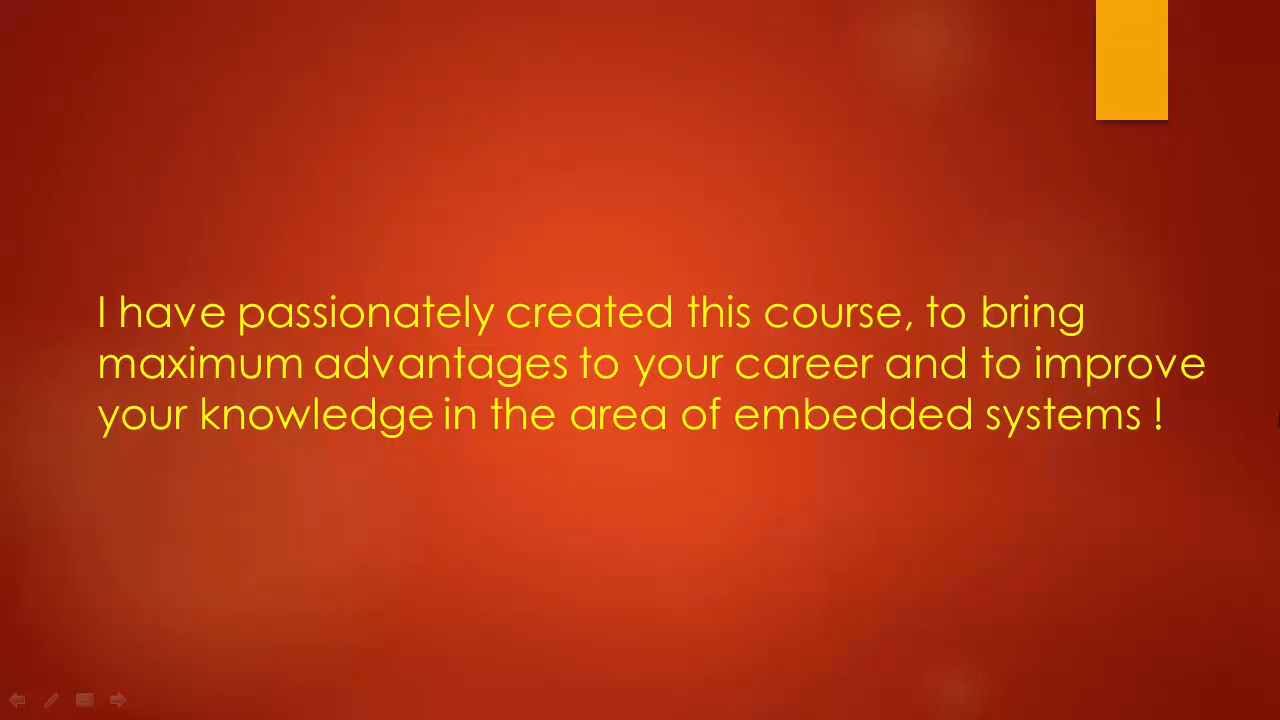 I have passionately created this course, to bring
maximum advantages to your career and to improve
your knowledge in the area of embedded systems !